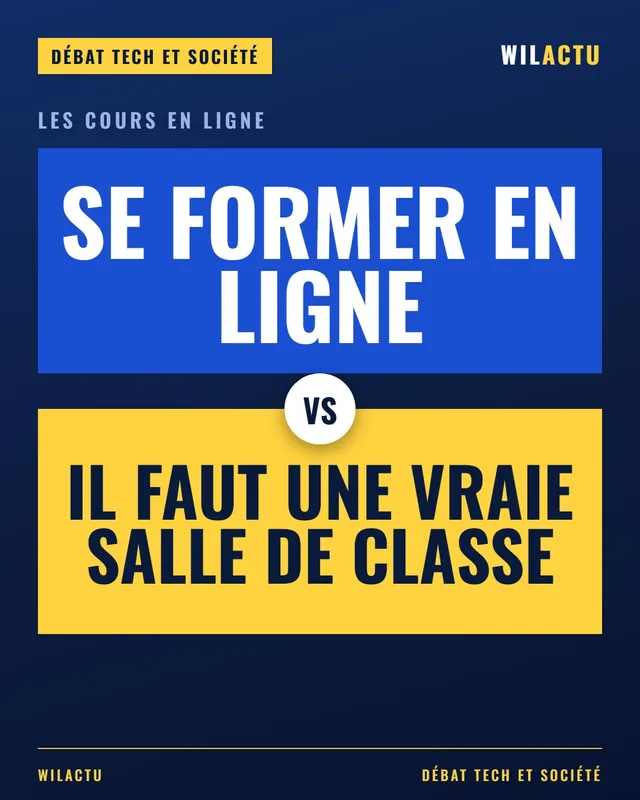 DÉBAT TECH ET SOCIÉTÉ
WILACTU
LES COURS EN LIGNE
SE FORMER EN
LIGNE
VS
IL FAUT UNE VRAIE
SALLE DE CLASSE
WILACTU
DÉBAT TECH ET SOCIÉTÉ